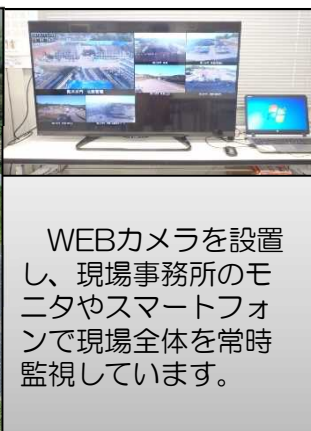 WEBカメラを設置
し、現場事務所のモ
ニタやスマートフォ
ンで現場全体を常時
監視しています。